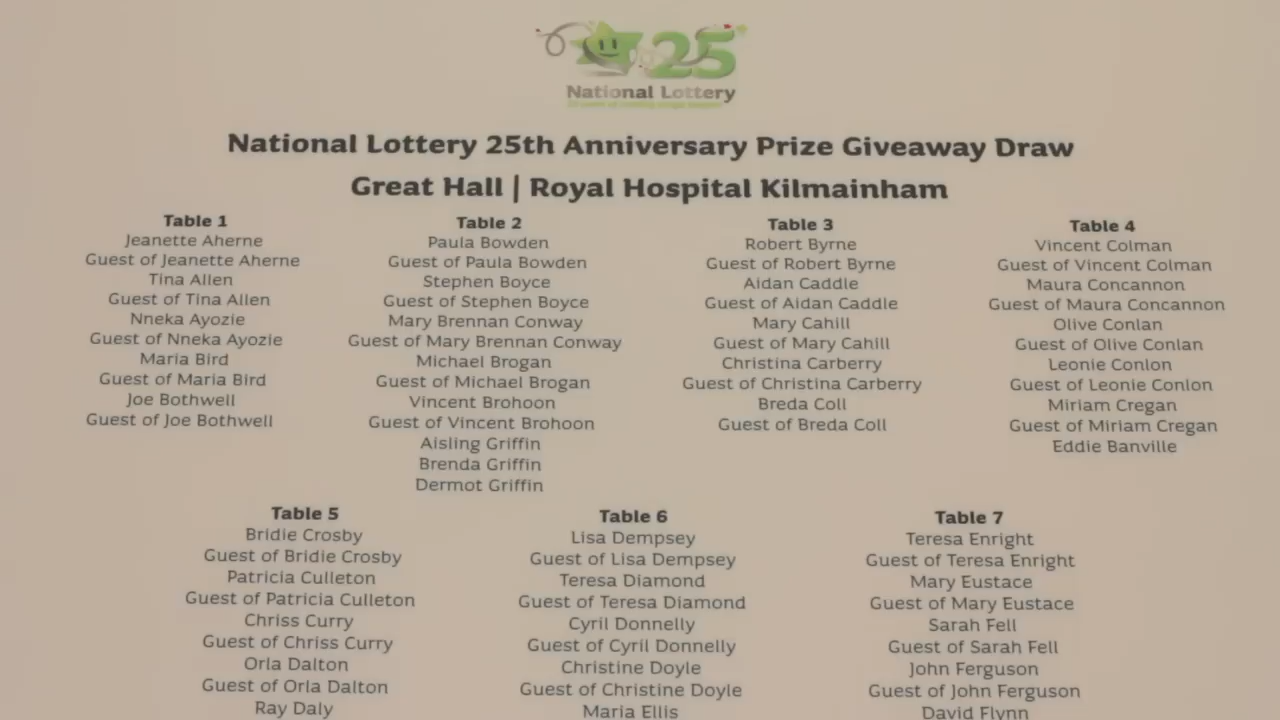 25
National Lottery
National Lottery 25th Anniversary Prize Giveaway Draw
Great Hall | Royal Hospital Kilmainham
Table 1
Jeanette Aherne
Guest of Jeanette Aherne
Tina Allen
Guest of Tina Allen
Nneka Ayozie
Guest of Nneka Ayozie
Maria Bird
Guest of Maria Bird
Joe Bothwell
Guest of Joe Bothwell
Table 2
Paula Bowden
Guest of Paula Bowden
Stephen Boyce
Guest of Stephen Boyce
Mary Brennan Conway
Guest of Mary Brennan Conway
Michael Brogan
Guest of Michael Brogan
Vincent Brohoon
Guest of Vincent Brohoon
Aisling Griffin
Brenda Griffin
Dermot Griffin
Table 3
Robert Byrne
Guest of Robert Byrne
Aidan Caddle
Guest of Aidan Caddle
Mary Cahill
Guest of Mary Cahill
Christina Carberry
Guest of Christina Carberry
Breda Coll
Guest of Breda Coll
Table 4
Vincent Colman
Guest of Vincent Colman
Maura Concannon
Guest of Maura Concannon
Olive Conlan
Guest of Olive Conlan
Leonie Conlon
Guest of Leonie Conlon
Miriam Cregan
Guest of Miriam Cregan
Eddie Banville
Table 5
Bridie Crosby
Guest of Bridie Crosby
Patricia Culleton
Guest of Patricia Culleton
Chriss Curry
Guest of Chriss Curry
Orla Dalton
Guest of Orla Dalton
Ray Daly
Table 6
Lisa Dempsey
Guest of Lisa Dempsey
Teresa Diamond
Guest of Teresa Diamond
Cyril Donnelly
Guest of Cyril Donnelly
Christine Doyle
Guest of Christine Doyle
Maria Ellis
Table 7
Teresa Enright
Guest of Teresa Enright
Mary Eustace
Guest of Mary Eustace
Sarah Fell
Guest of Sarah Fell
John Ferguson
Guest of John Ferguson
David Flynn